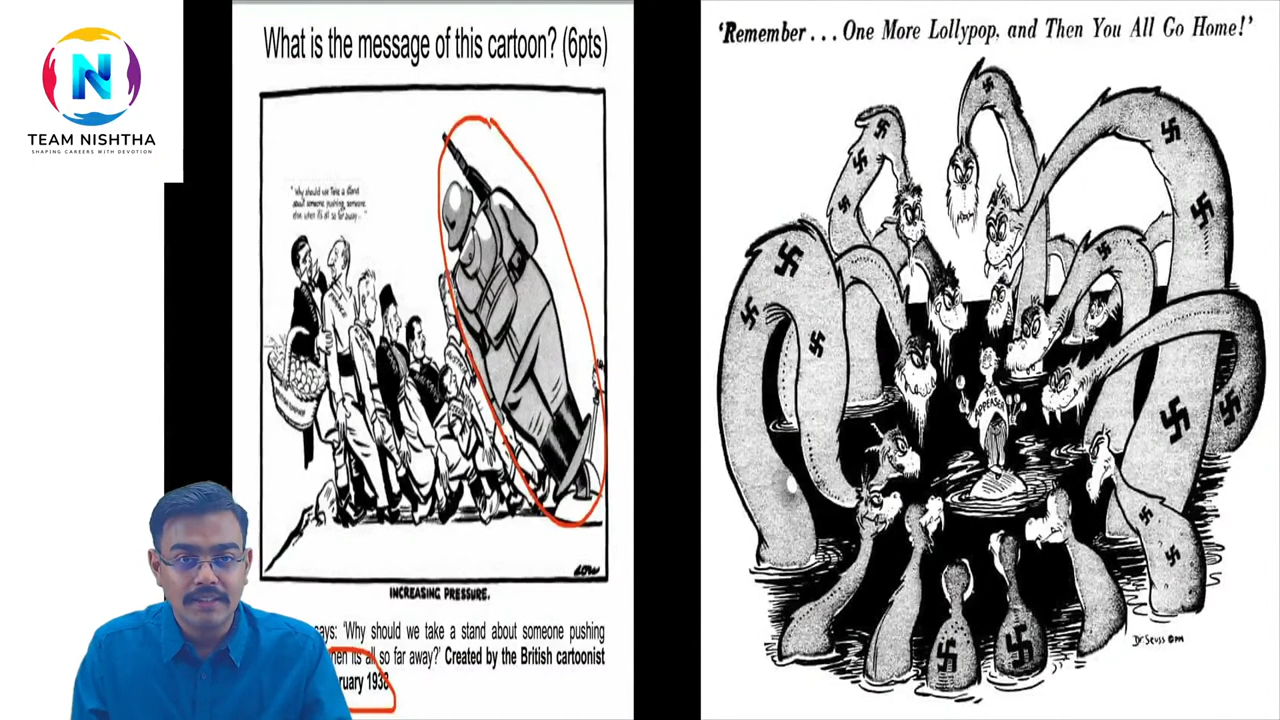 TEAM NISHTHA
SHAPING CAREERS WITH DEVOTION
What is the message of this cartoon? (6pts)
"Why should we take a stand
about someone pushing someone
else when it's all so far away..."
LOW
INCREASING PRESSURE.
says: 'Why should we take a stand about someone pushing
hen its all so far away?' Created by the British cartoonist
ruary 1938
'Remember... One More Lollypop, and Then You All Go Home!'
THE
APPEASER
Dr. Seuss ©PM